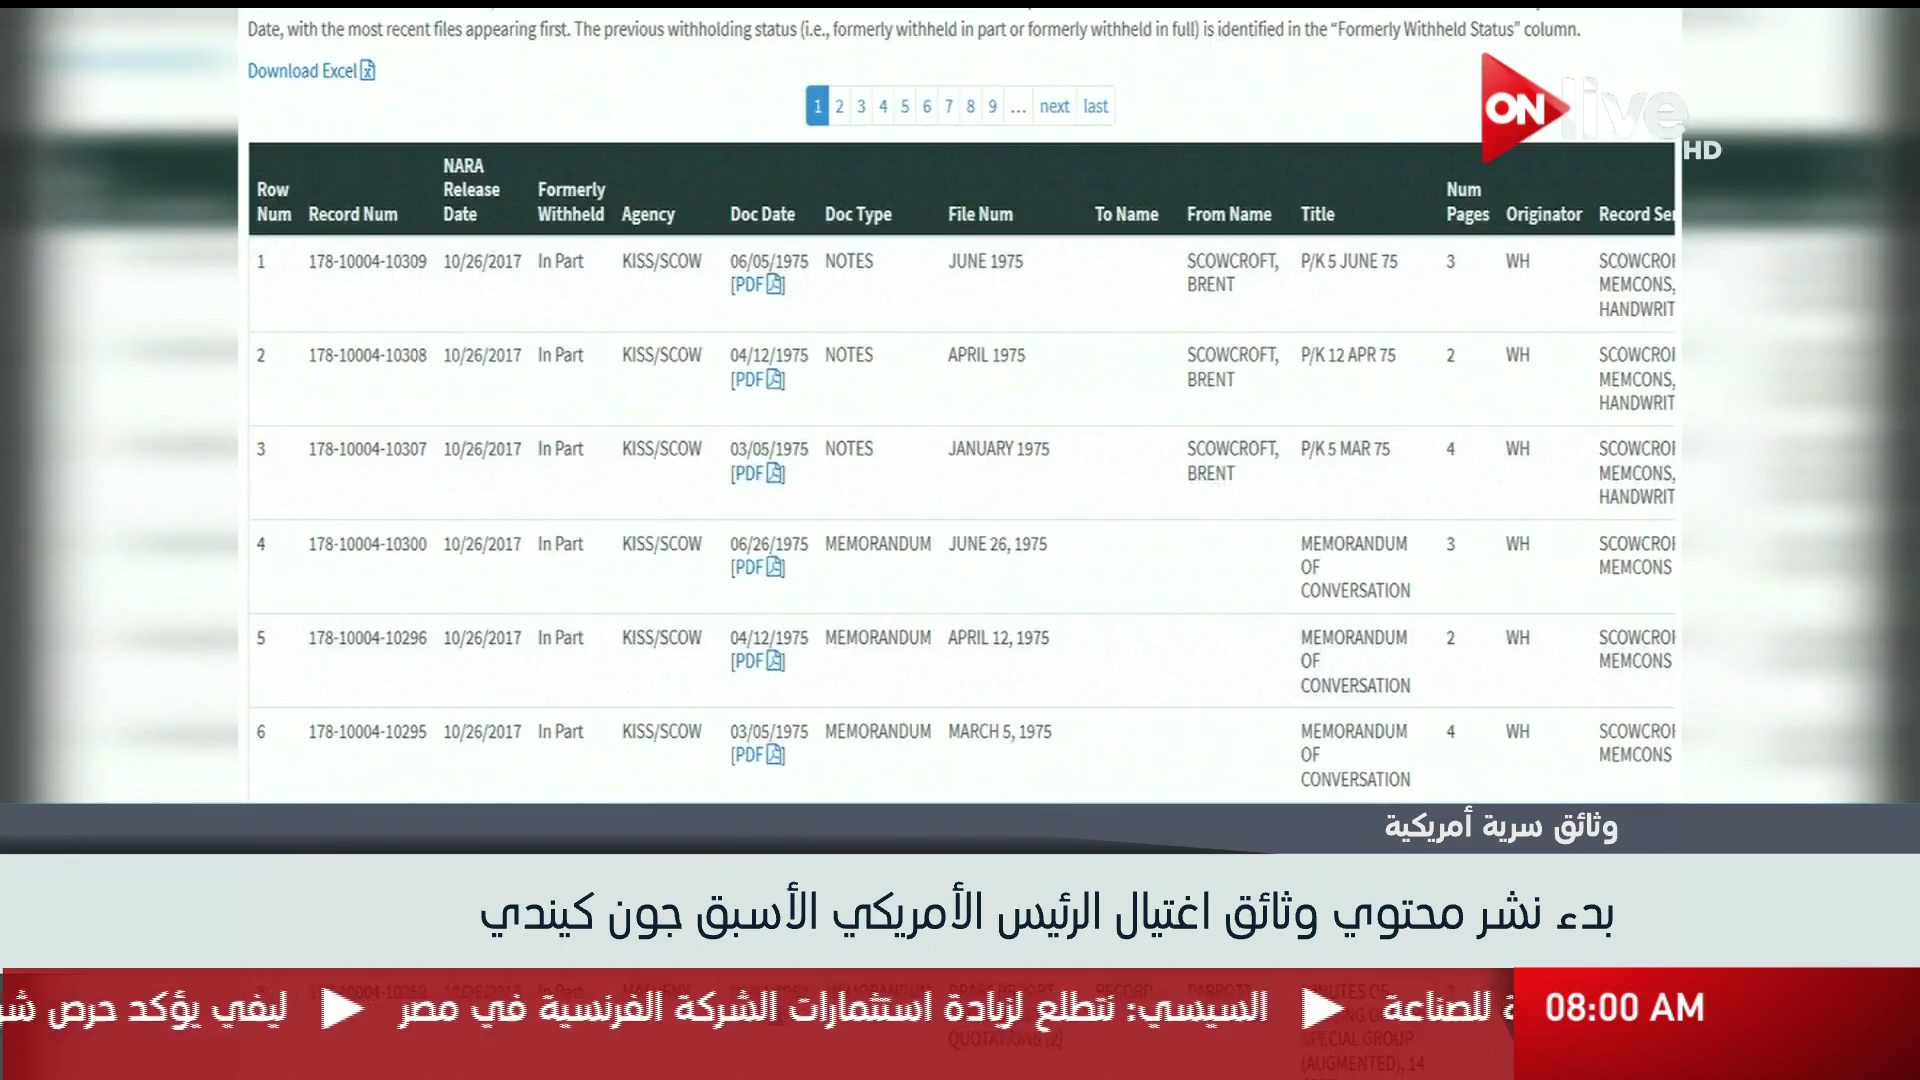 Date, with the most recent files appearing first. The previous withholding status (i.e., formerly withheld in part or formerly withheld in full) is identified in the “Formerly Withheld Status” column.
Download Excel
1 2 3 4 5 6 7 8 9 ... next last
ON live HD
Row Num Record Num NARA Release Date Formerly Withheld Agency Doc Date Doc Type File Num To Name From Name Title Num Pages Originator Record
1 178-10004-10309 10/26/2017 In Part KISS/SCOW 06/05/1975 [PDF] NOTES JUNE 1975 SCOWCROFT, BRENT P/K 5 JUNE 75 3 WH MEMCONS,
2 178-10004-10308 10/26/2017 In Part KISS/SCOW 04/12/1975 [PDF] NOTES APRIL 1975 SCOWCROFT, BRENT P/K 12 APR 75 2 WH MEMCONS,
3 178-10004-10307 10/26/2017 In Part KISS/SCOW 03/05/1975 [PDF] NOTES JANUARY 1975 SCOWCROFT, BRENT P/K 5 MAR 75 4 WH MEMCONS,
4 178-10004-10300 10/26/2017 In Part KISS/SCOW 06/26/1975 [PDF] MEMORANDUM JUNE 26, 1975 MEMORANDUM OF CONVERSATION 3 WH MEMCONS
5 178-10004-10296 10/26/2017 In Part KISS/SCOW 04/12/1975 [PDF] MEMORANDUM APRIL 12, 1975 MEMORANDUM OF CONVERSATION 2 WH MEMCONS
6 178-10004-10295 10/26/2017 In Part KISS/SCOW 03/05/1975 [PDF] MEMORANDUM MARCH 5, 1975 MEMORANDUM OF CONVERSATION 4 WH MEMCONS
وثائق سرية أمريكية
بدء نشر محتوي وثائق اغتيال الرئيس الأمريكي الأسبق جون كيندي
للصناعة ◀ السيسي: نتطلع لزيادة استثمارات الشركة الفرنسية في مصر ◀ ليفي يؤكد حرص
08:00 AM